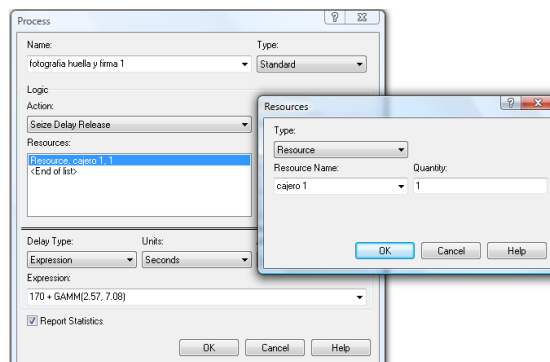 Process
Name:
Type:
fotografia huella y firma 1
Standard
Logic
Action:
Seize Delay Release
Resources:
Resource, cajero 1, 1
<End of list>
Delay Type:
Units:
Expression
Seconds
Expression:
170 + GAMM(2.57, 7.08)
Report Statistics
OK
Cancel
Help
Resources
Type:
Resource
Resource Name:
Quantity:
cajero 1
1
OK
Cancel
Help